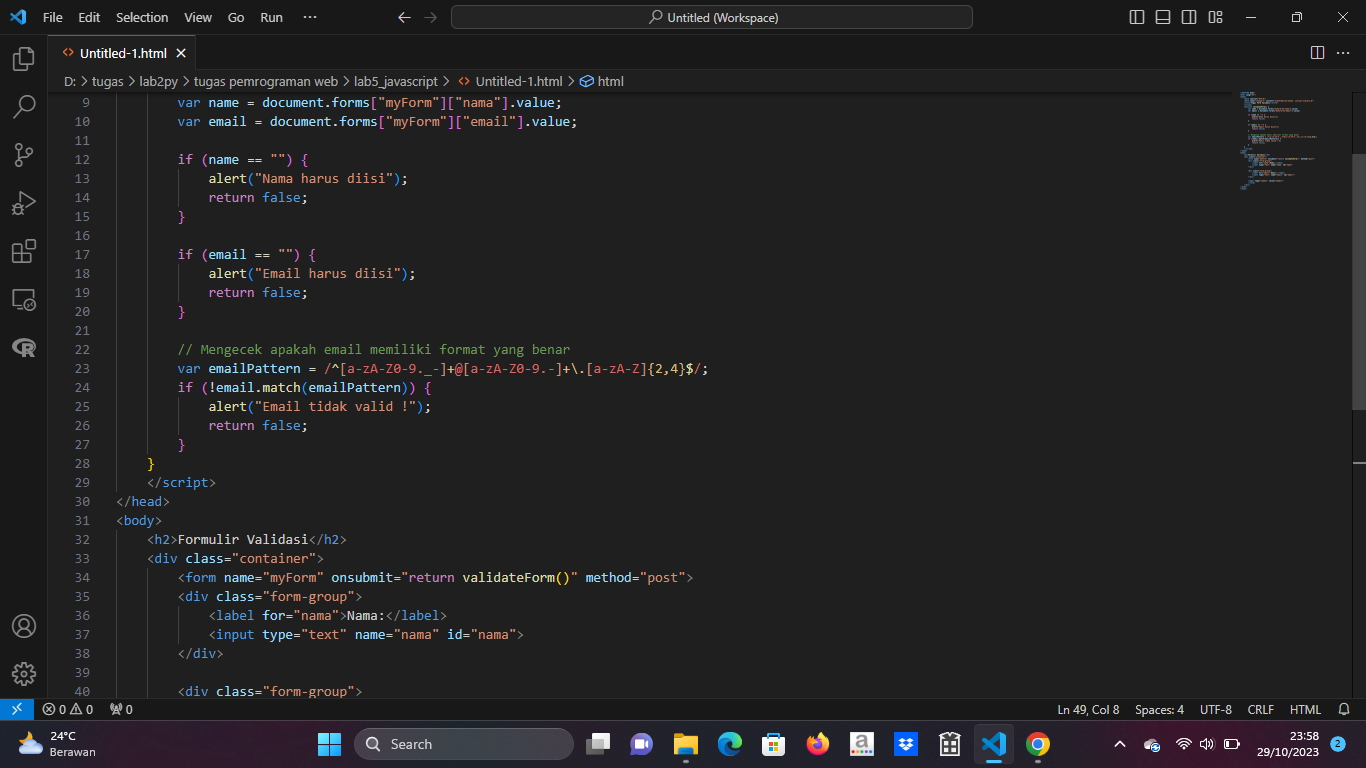 File Edit Selection View Go Run ··· Untitled (Workspace)
Untitled-1.html
D: > tugas > lab2py > tugas pemrograman web > lab5_javascript > Untitled-1.html > html
9 var name = document.forms["myForm"]["nama"].value;
10 var email = document.forms["myForm"]["email"].value;
11
12 if (name == "") {
13 alert("Nama harus diisi");
14 return false;
15 }
16
17 if (email == "") {
18 alert("Email harus diisi");
19 return false;
20 }
21
22 // Mengecek apakah email memiliki format yang benar
23 var emailPattern = /^[a-zA-Z0-9._-]+@[a-zA-Z0-9.-]+\.[a-zA-Z]{2,4}$/;
24 if (!email.match(emailPattern)) {
25 alert("Email tidak valid !");
26 return false;
27 }
28 }
29 </script>
30 </head>
31 <body>
32 <h2>Formulir Validasi</h2>
33 <div class="container">
34 <form name="myForm" onsubmit="return validateForm()" method="post">
35 <div class="form-group">
36 <label for="nama">Nama:</label>
37 <input type="text" name="nama" id="nama">
38 </div>
39
40 <div class="form-group">
0 0 0 Ln 49, Col 8 Spaces: 4 UTF-8 CRLF HTML
24°C
Berawan
Search
23:58
29/10/2023
2